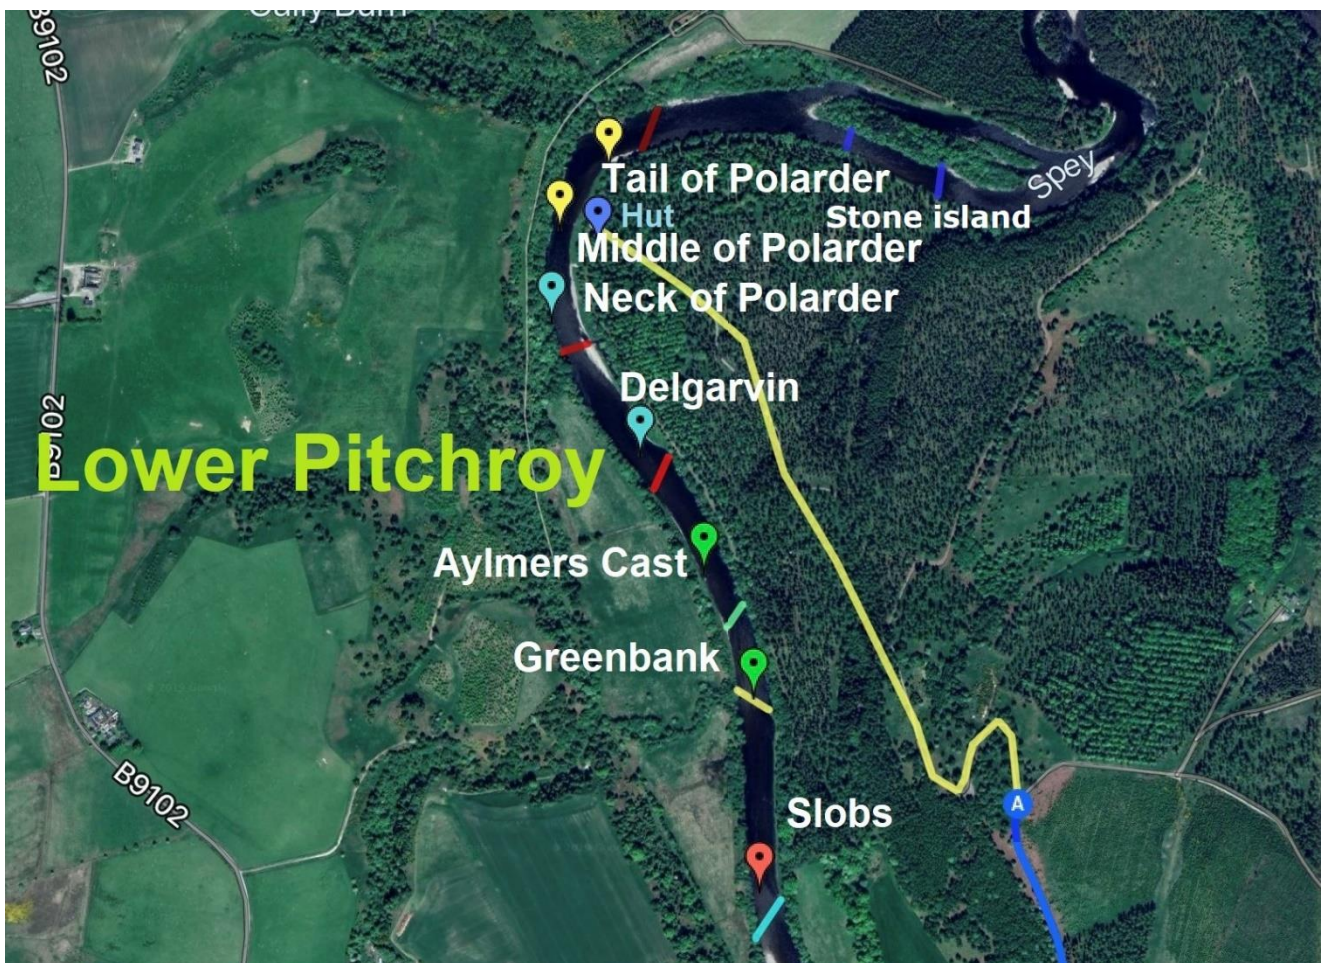 B9102
Tail of Polarder
Spey
Hut
Stone island
Middle of Polarder
Neck of Polarder
Delgarvin
B9102
Lower Pitchroy
Aylmers Cast
Greenbank
B9102
Slobs
A